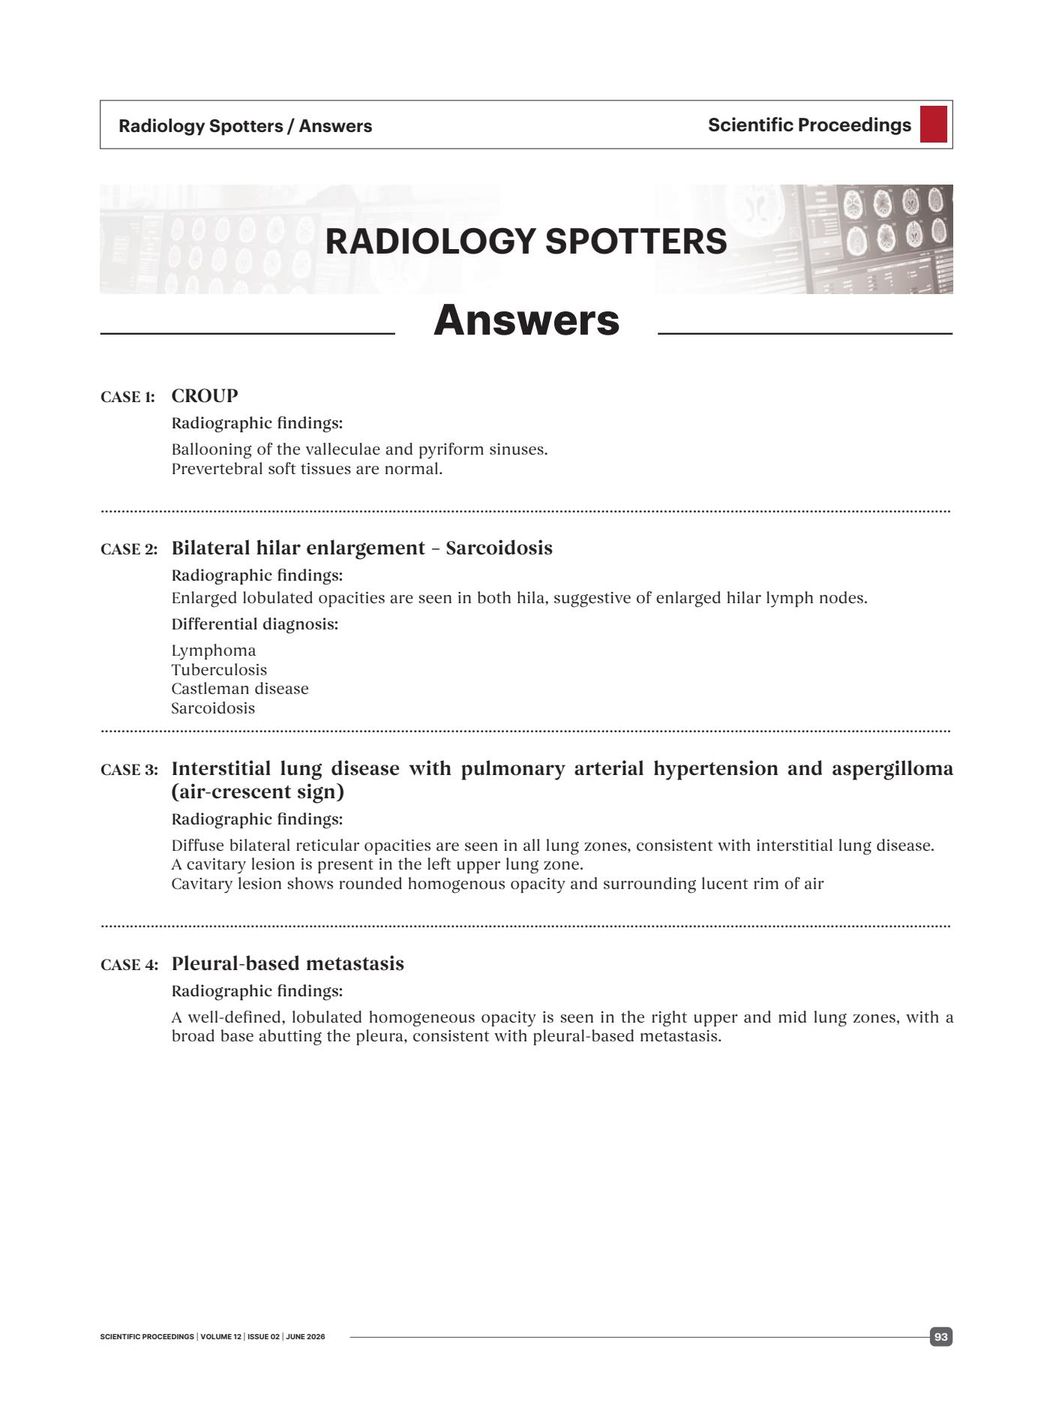 Radiology Spotters / Answers
Scientific Proceedings
RADIOLOGY SPOTTERS
Answers
CASE 1: CROUP
Radiographic findings:
Ballooning of the valleculae and pyriform sinuses.
Prevertebral soft tissues are normal.
CASE 2: Bilateral hilar enlargement – Sarcoidosis
Radiographic findings:
Enlarged lobulated opacities are seen in both hila, suggestive of enlarged hilar lymph nodes.
Differential diagnosis:
Lymphoma
Tuberculosis
Castleman disease
Sarcoidosis
CASE 3: Interstitial lung disease with pulmonary arterial hypertension and aspergilloma
(air-crescent sign)
Radiographic findings:
Diffuse bilateral reticular opacities are seen in all lung zones, consistent with interstitial lung disease.
A cavitary lesion is present in the left upper lung zone.
Cavitary lesion shows rounded homogenous opacity and surrounding lucent rim of air
CASE 4: Pleural-based metastasis
Radiographic findings:
A well-defined, lobulated homogeneous opacity is seen in the right upper and mid lung zones, with a
broad base abutting the pleura, consistent with pleural-based metastasis.
SCIENTIFIC PROCEEDINGS | VOLUME 12 | ISSUE 02 | JUNE 2026
93